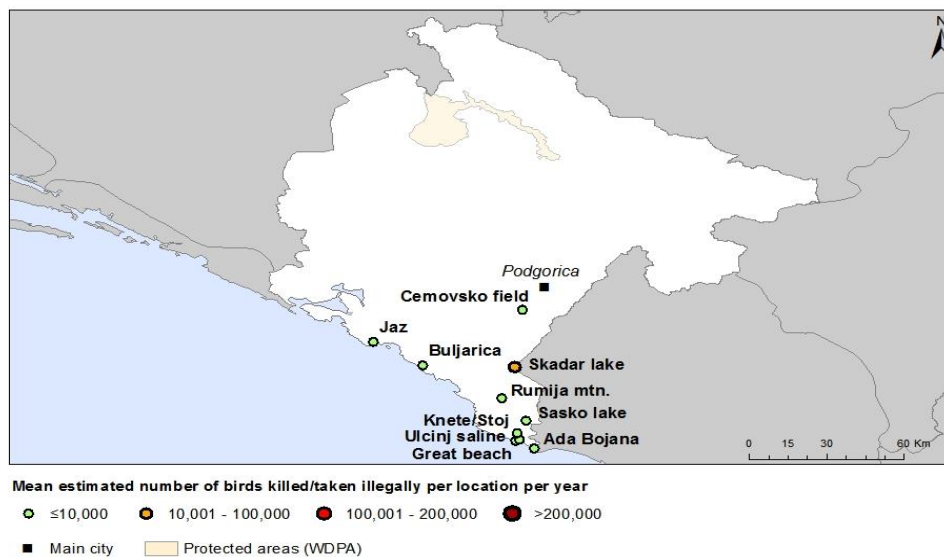 N
Podgorica
Cemovsko field
Jaz
Buljarica
Skadar lake
Rumija mtn.
Sasko lake
Knete/Stoj
Ulcinj saline
Ada Bojana
Great beach
0 15 30 60 Km
Mean estimated number of birds killed/taken illegally per location per year
≤10,000 10,001 - 100,000 100,001 - 200,000 >200,000
Main city Protected areas (WDPA)